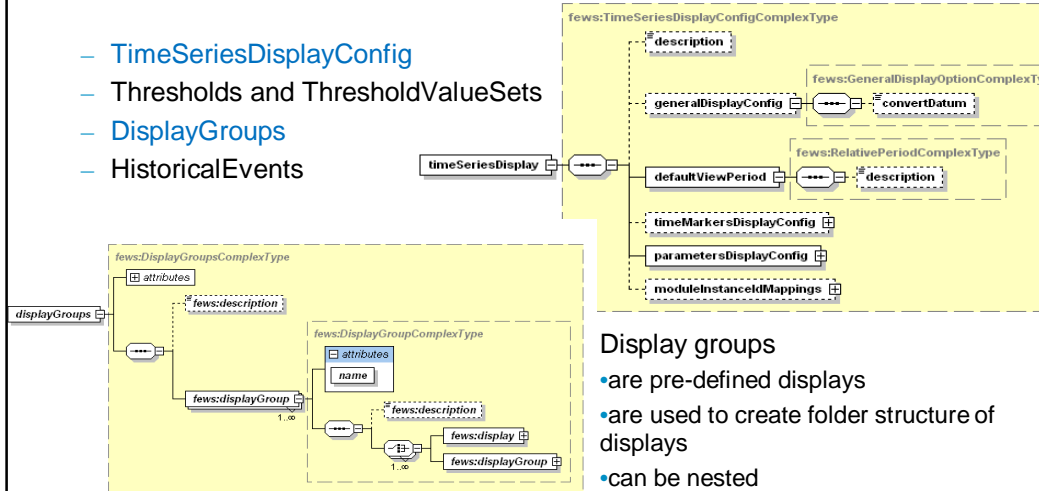 – TimeSeriesDisplayConfig
– Thresholds and ThresholdValueSets
– DisplayGroups
– HistoricalEvents
fews:TimeSeriesDisplayConfigComplexType
description
fews:GeneralDisplayOptionComplexTy
generalDisplayConfig
convertDatum
fews:RelativePeriodComplexType
timeSeriesDisplay
defaultViewPeriod
description
timeMarkersDisplayConfig
parametersDisplayConfig
moduleInstanceIdMappings
fews:DisplayGroupsComplexType
attributes
fews:description
displayGroups
fews:DisplayGroupComplexType
attributes
name
fews:displayGroup
1..∞
fews:description
fews:display
1..∞
fews:displayGroup
Display groups
•are pre-defined displays
•are used to create folder structure of
displays
•can be nested